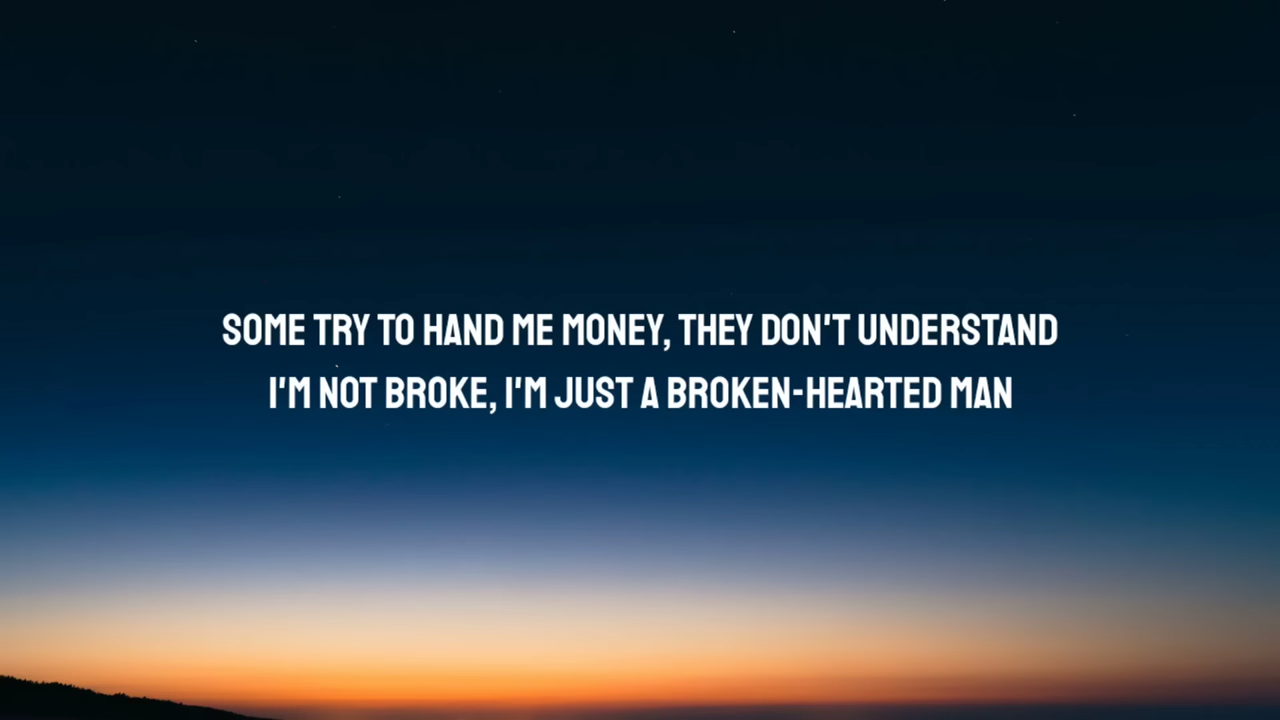 SOME TRY TO HAND ME MONEY, THEY DON'T UNDERSTAND
I'M NOT BROKE, I'M JUST A BROKEN-HEARTED MAN